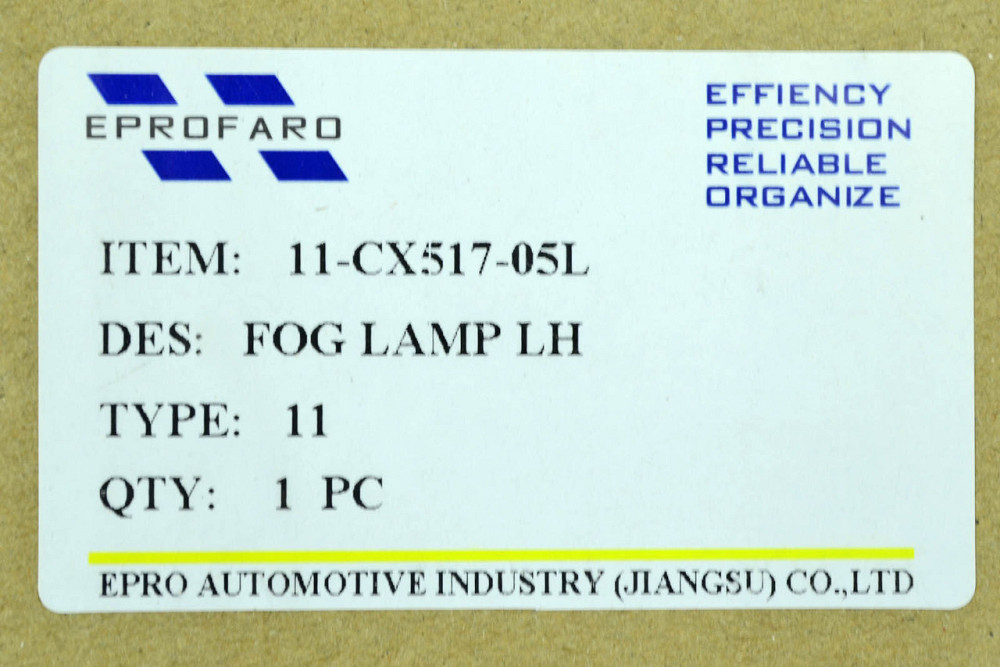 EPROFARO
EFFIENCY
PRECISION
RELIABLE
ORGANIZE
ITEM: 11-CX517-05L
DES: FOG LAMP LH
TYPE: 11
QTY: 1 PC
EPRO AUTOMOTIVE INDUSTRY (JIANGSU) CO.,LTD